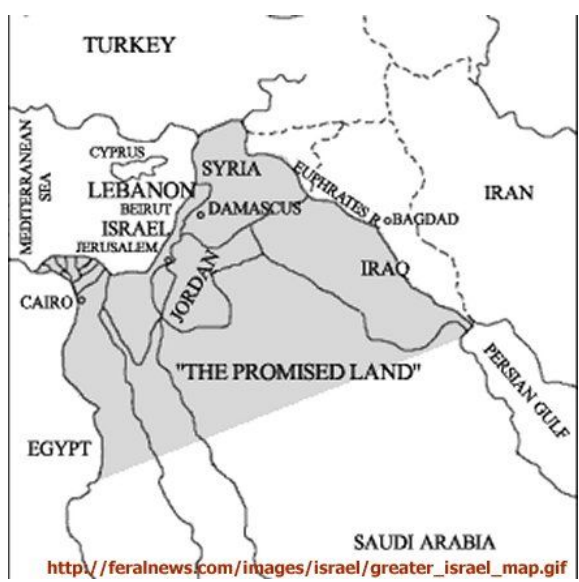 TURKEY
MEDITERRANEAN
SEA
CYPRUS
SYRIA
LEBANON
EUPHRATES R
IRAN
BEIRUT
DAMASCUS
BAGDAD
ISRAEL
JERUSALEM
IRAQ
CAIRO
JORDAN
"THE PROMISED LAND"
PERSIAN GULF
EGYPT
SAUDI ARABIA
http://feralnews.com/images/israel/greater_israel_map.gif